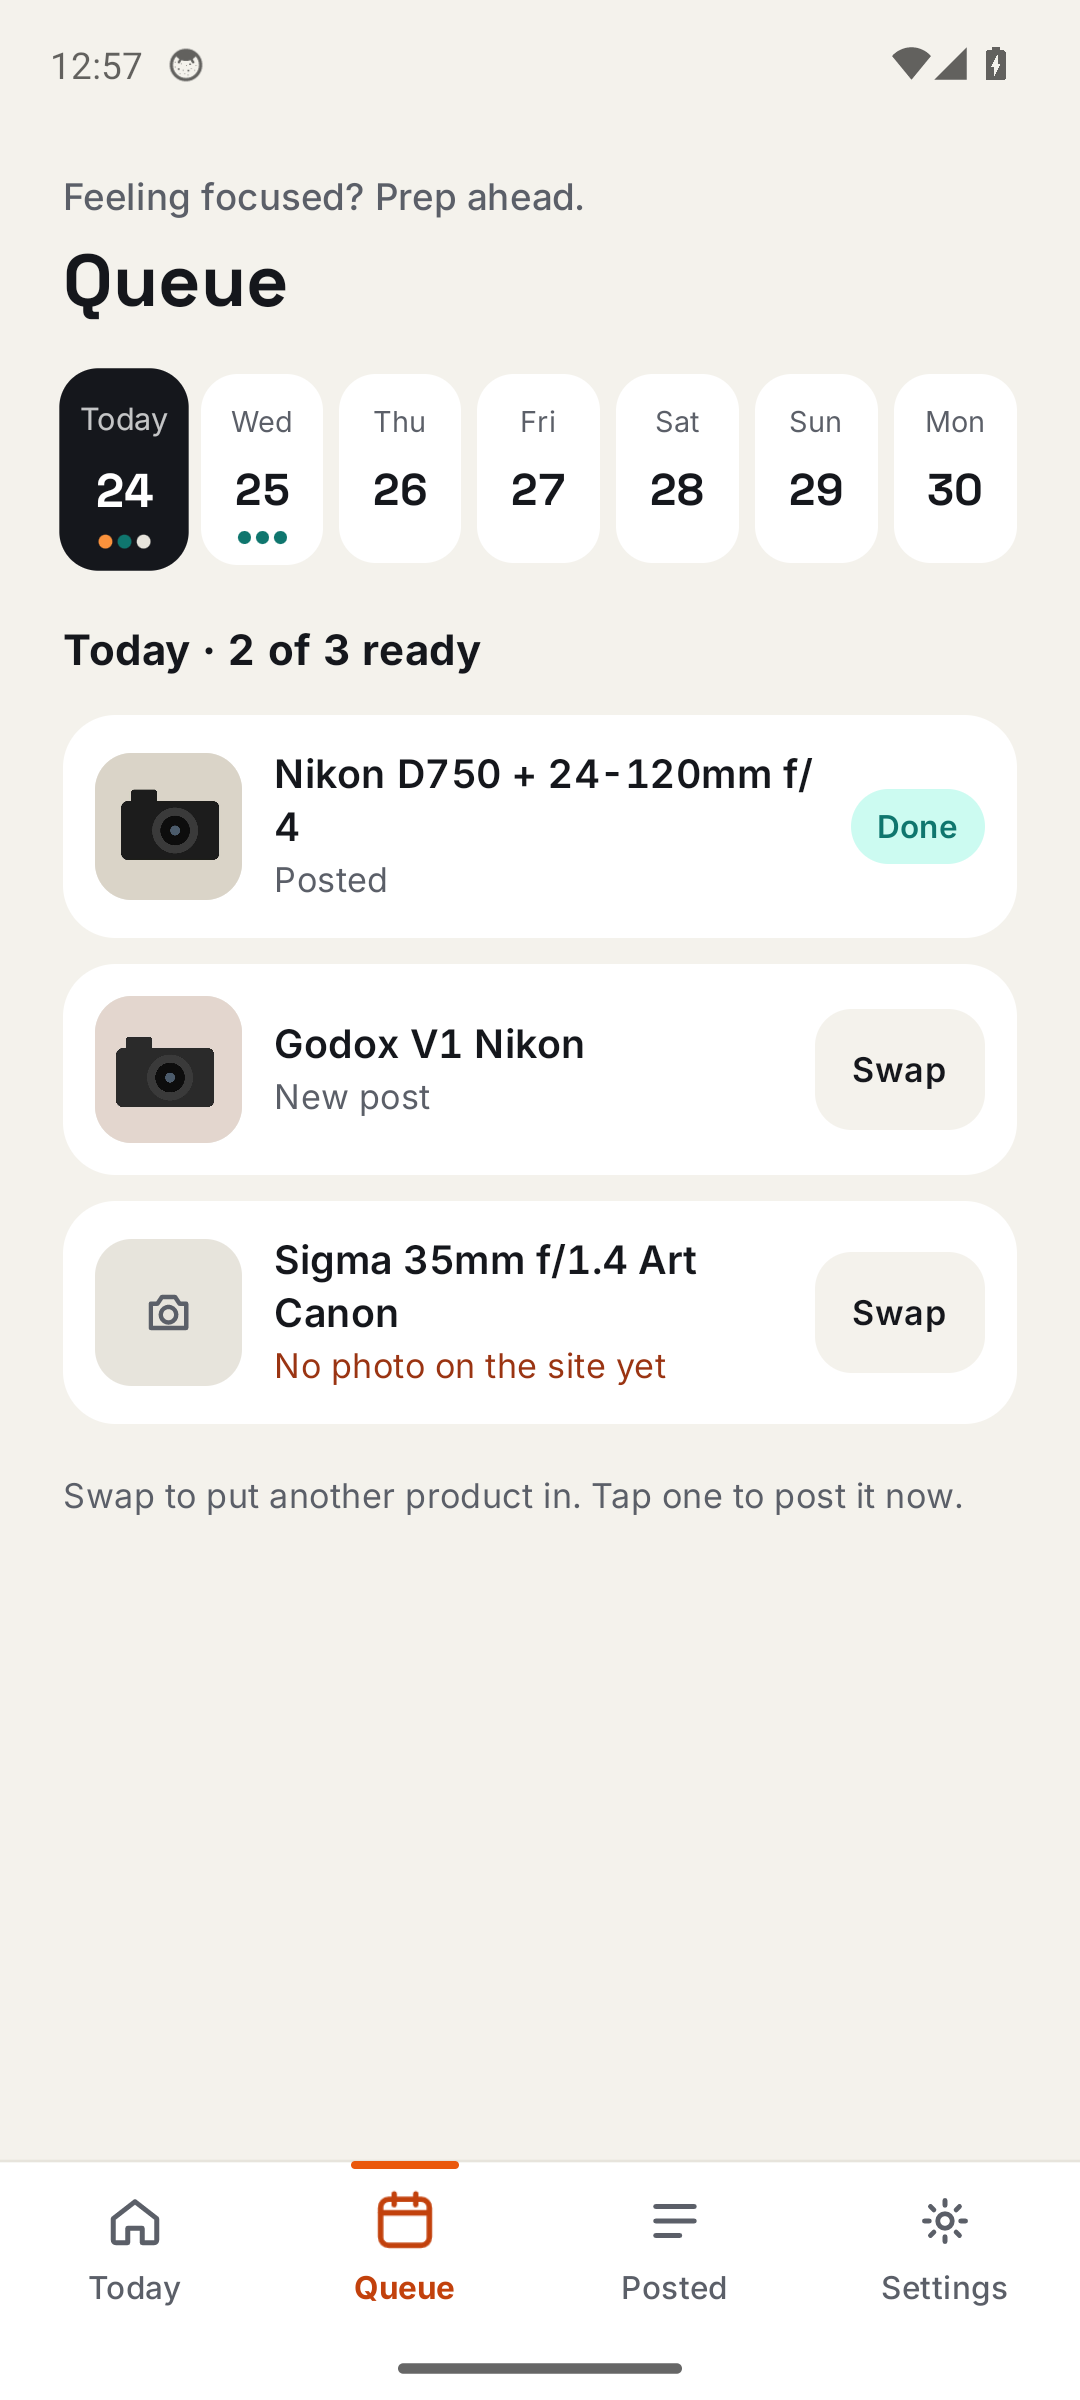 12:57
Feeling focused? Prep ahead.
Queue
Today
24
Wed
25
Thu
26
Fri
27
Sat
28
Sun
29
Mon
30
Today · 2 of 3 ready
Nikon D750 + 24-120mm f/
4
Posted
Done
Godox V1 Nikon
New post
Swap
Sigma 35mm f/1.4 Art
Canon
No photo on the site yet
Swap
Swap to put another product in. Tap one to post it now.
Today
Queue
Posted
Settings